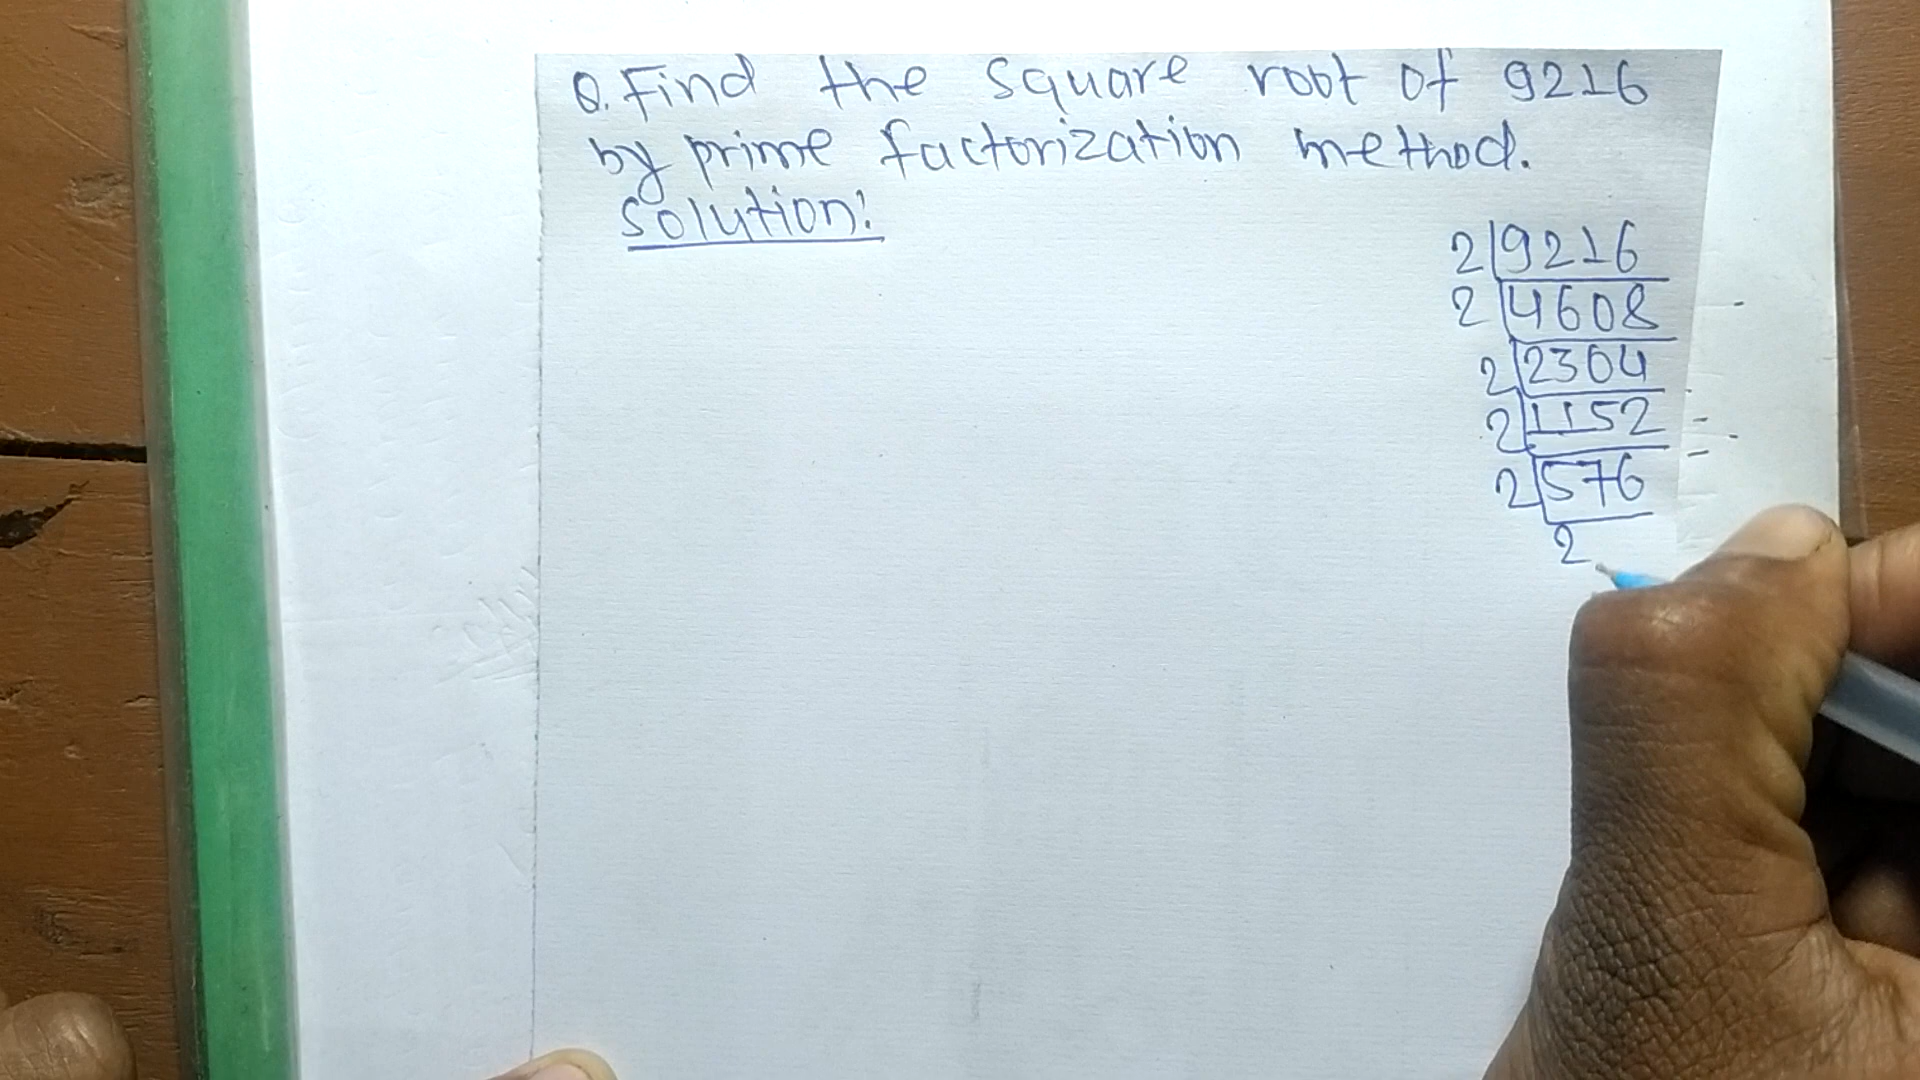 Q. Find the square root of 9216
by prime factorization method.
Solution:
2|9216
2|4608
2|2304
2|1152
2|576
2